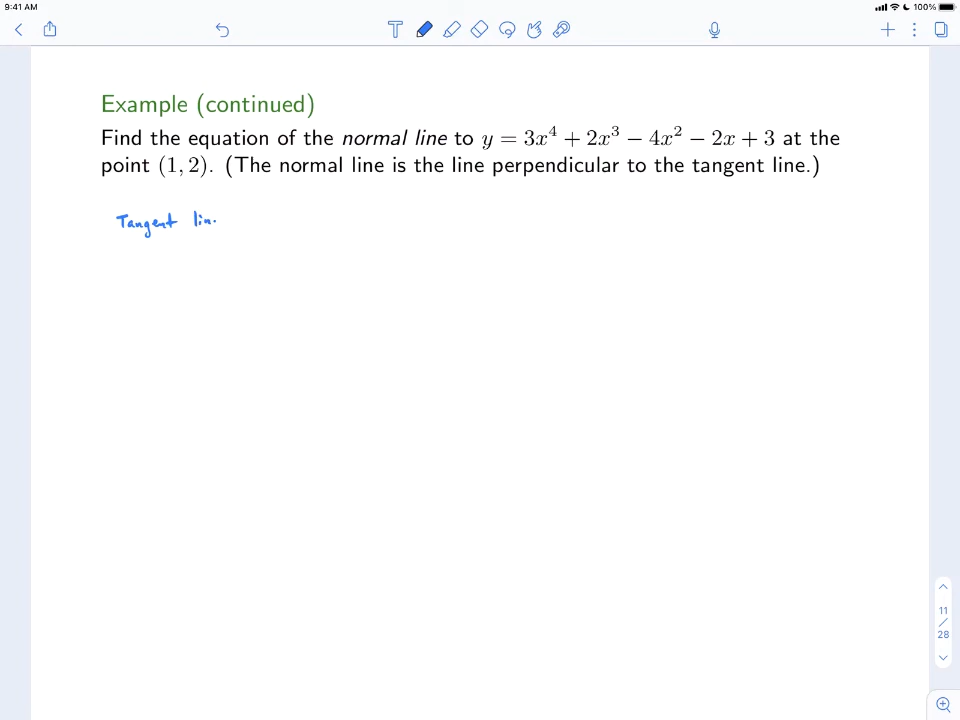 9:41 AM 100%
Example (continued)
Find the equation of the normal line to y = 3x⁴ + 2x³ − 4x² − 2x + 3 at the
point (1, 2). (The normal line is the line perpendicular to the tangent line.)
Tangent lin
11
/
28